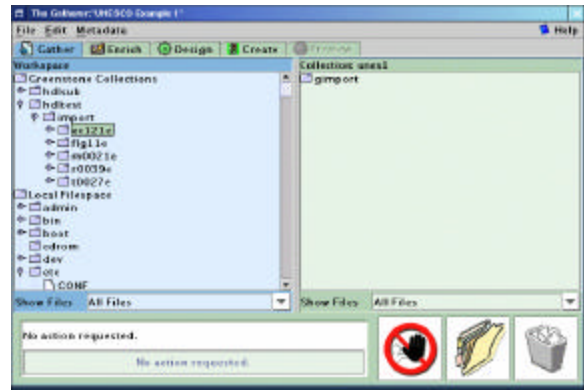 The Gatherer: "UNESCO Example 1"
File Edit Metadata Help
Gather Enrich Design Create
Workspace
Collection: unes1
Greenstone Collections
gimport
hdlsub
hdltest
import
ec121e
fig11e
m0021e
r0039e
t0027e
Local Filespace
admin
bin
boot
cdrom
dev
etc
CONF
Show Files All Files
Show Files All Files
No action requested.
No action requested.